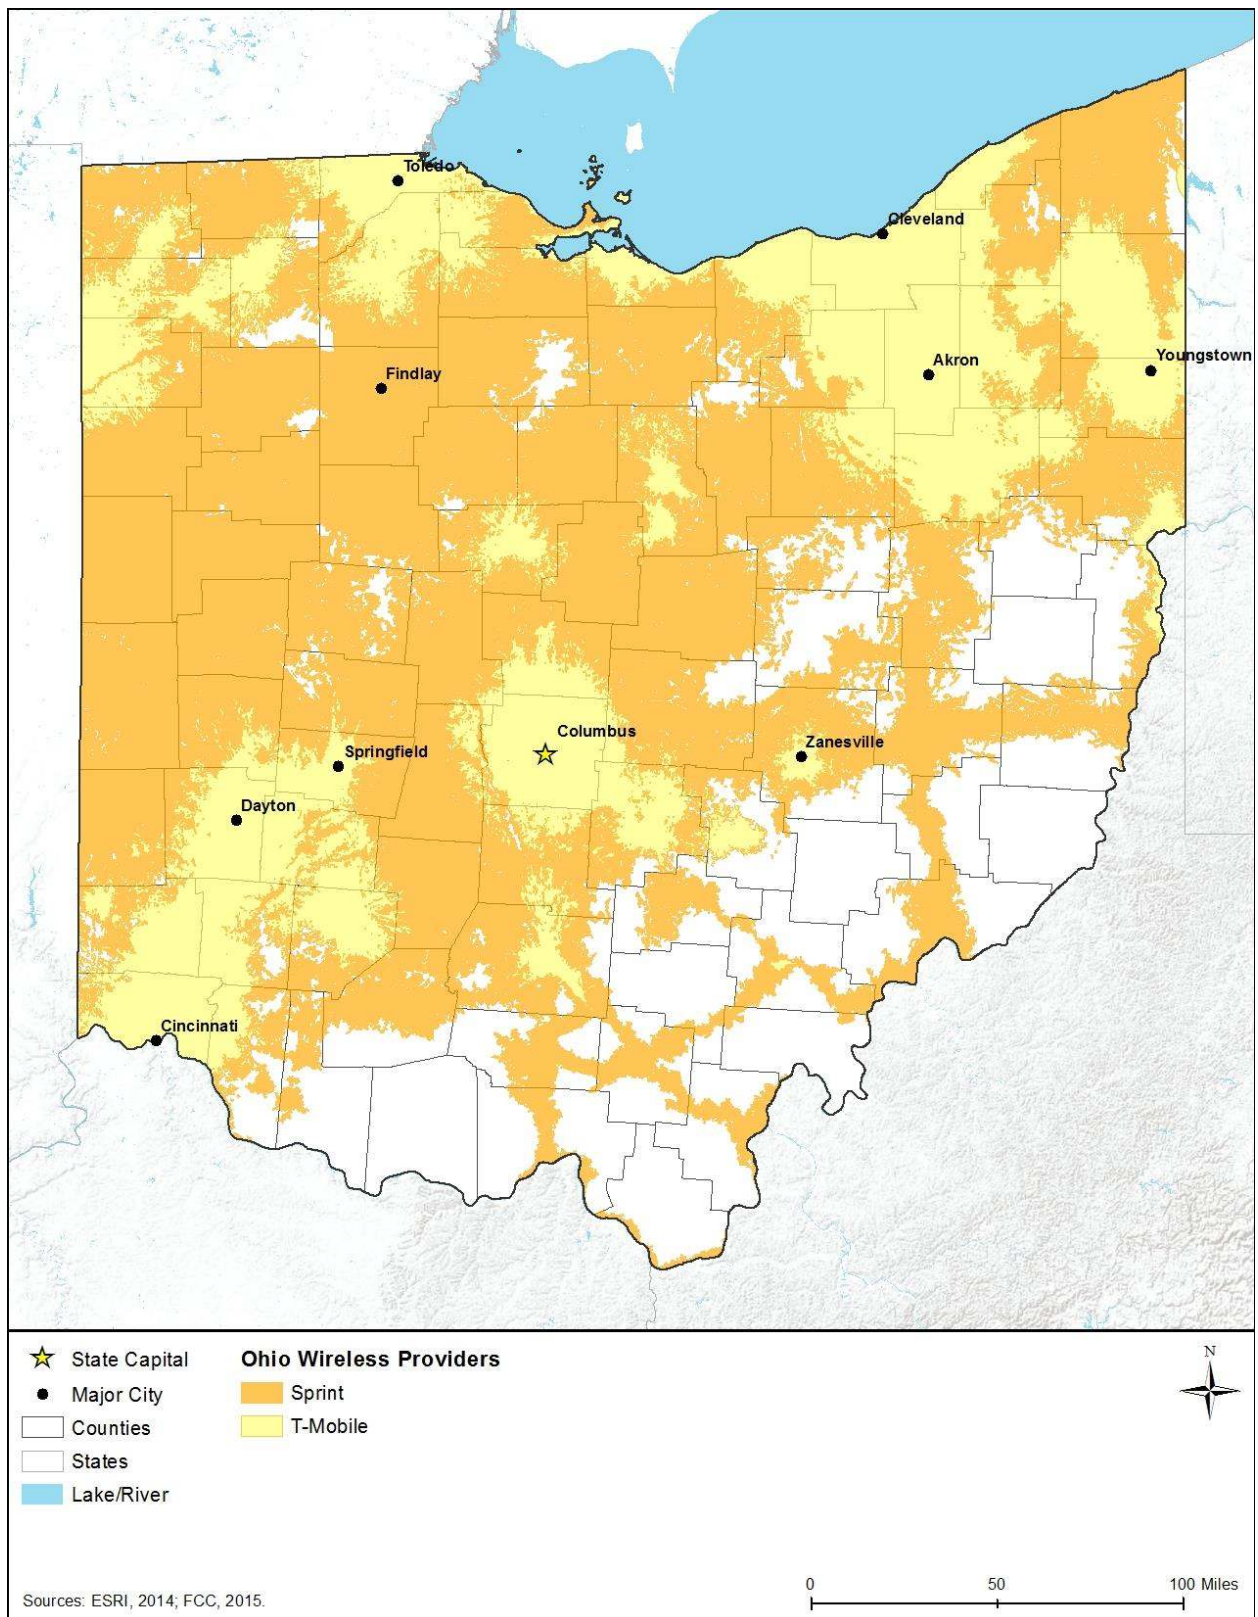 Toledo
Cleveland
Findlay
Akron
Youngstown
Columbus
Springfield
Zanesville
Dayton
Cincinnati
State Capital
Major City
Counties
States
Lake/River
Ohio Wireless Providers
Sprint
T-Mobile
N
0 50 100 Miles
Sources: ESRI, 2014; FCC, 2015.